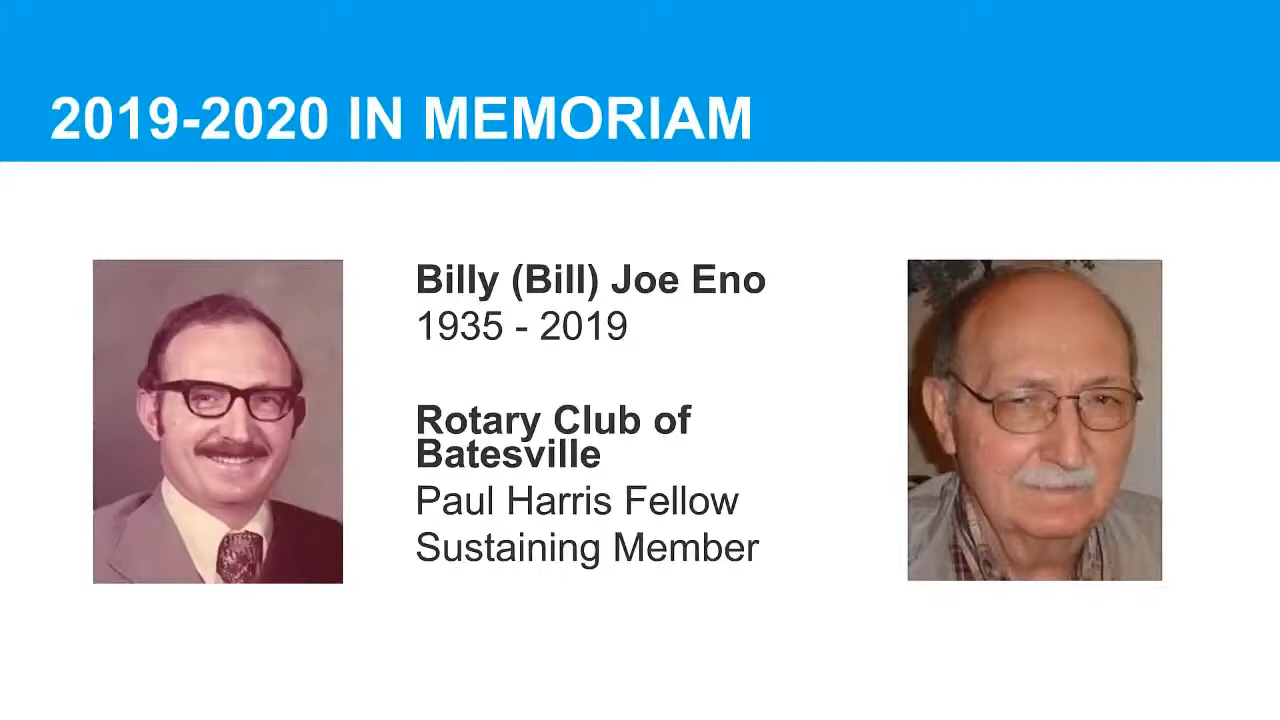 2019-2020 IN MEMORIAM
Billy (Bill) Joe Eno
1935 - 2019
Rotary Club of
Batesville
Paul Harris Fellow
Sustaining Member